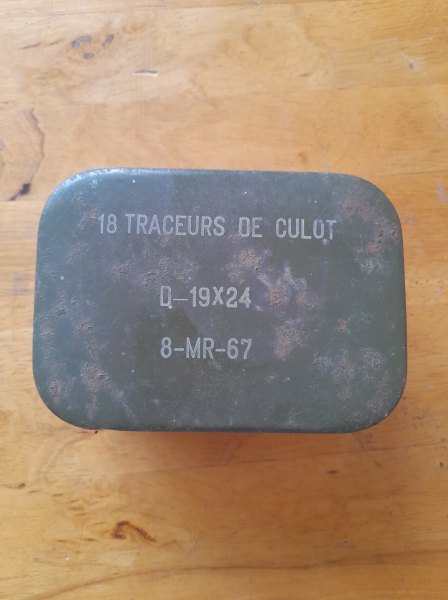 18 TRACEURS DE CULOT
D-19X24
8-MR-67